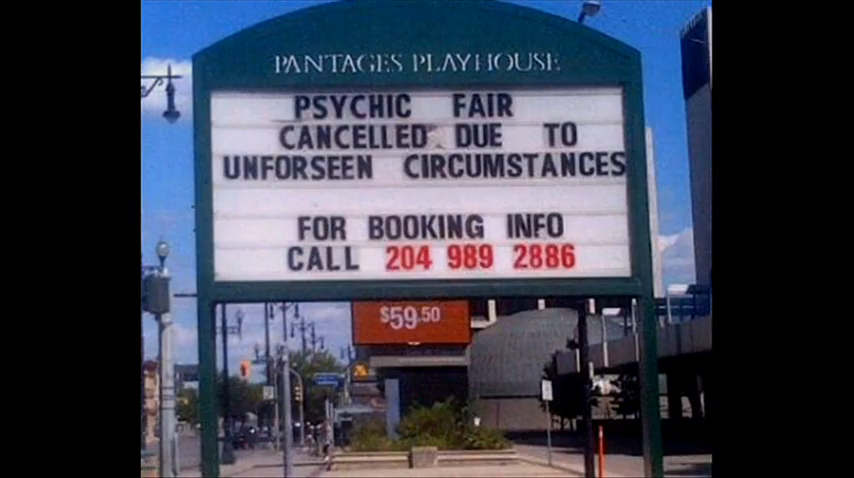 PANTAGES PLAYHOUSE
PSYCHIC FAIR
CANCELLED DUE TO
UNFORSEEN CIRCUMSTANCES
FOR BOOKING INFO
CALL 204 989 2886
$59.50